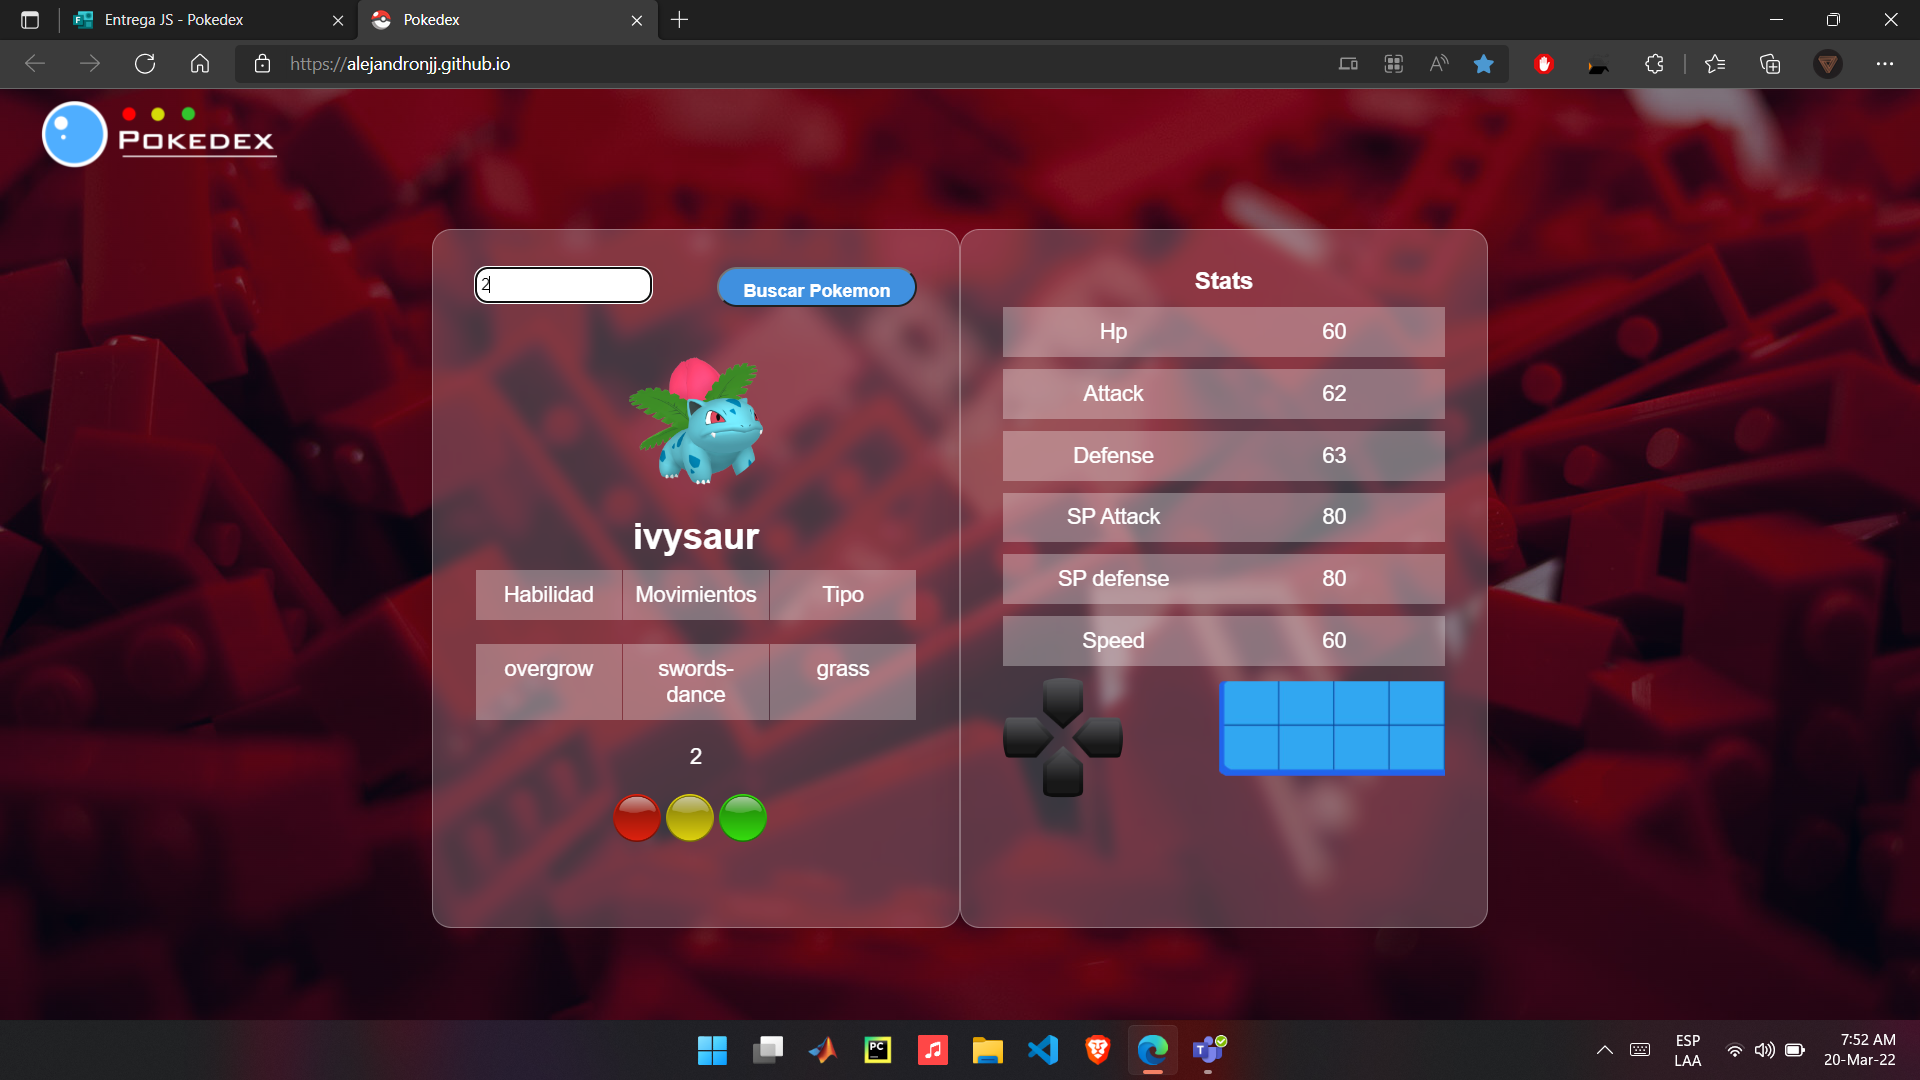 Entrega JS - Pokedex
Pokedex
https://alejandronjj.github.io
POKEDEX
2
Buscar Pokemon
ivysaur
Habilidad Movimientos Tipo
overgrow swords- grass
dance
2
Stats
Hp 60
Attack 62
Defense 63
SP Attack 80
SP defense 80
Speed 60
PC
T
ESP
LAA
7:52 AM
20-Mar-22